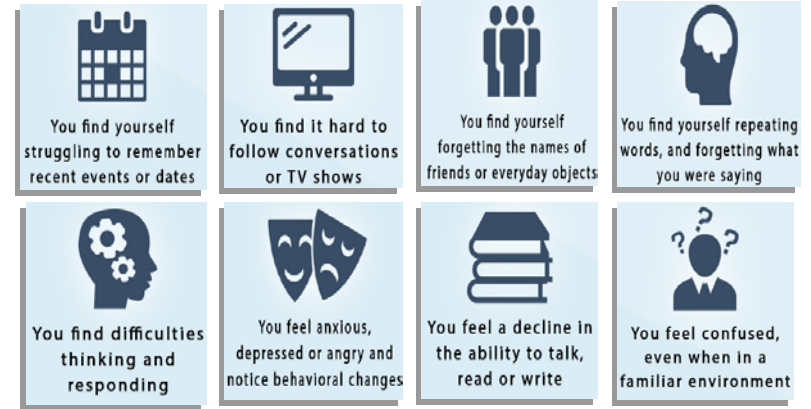 You find yourself
struggling to remember
recent events or dates
You find it hard to
follow conversations
or TV shows
You find yourself
forgetting the names of
friends or everyday objects
You find yourself repeating
words, and forgetting what
you were saying
You find difficulties
thinking and
responding
You feel anxious,
depressed or angry and
notice behavioral changes
You feel a decline in
the ability to talk,
read or write
You feel confused,
even when in a
familiar environment